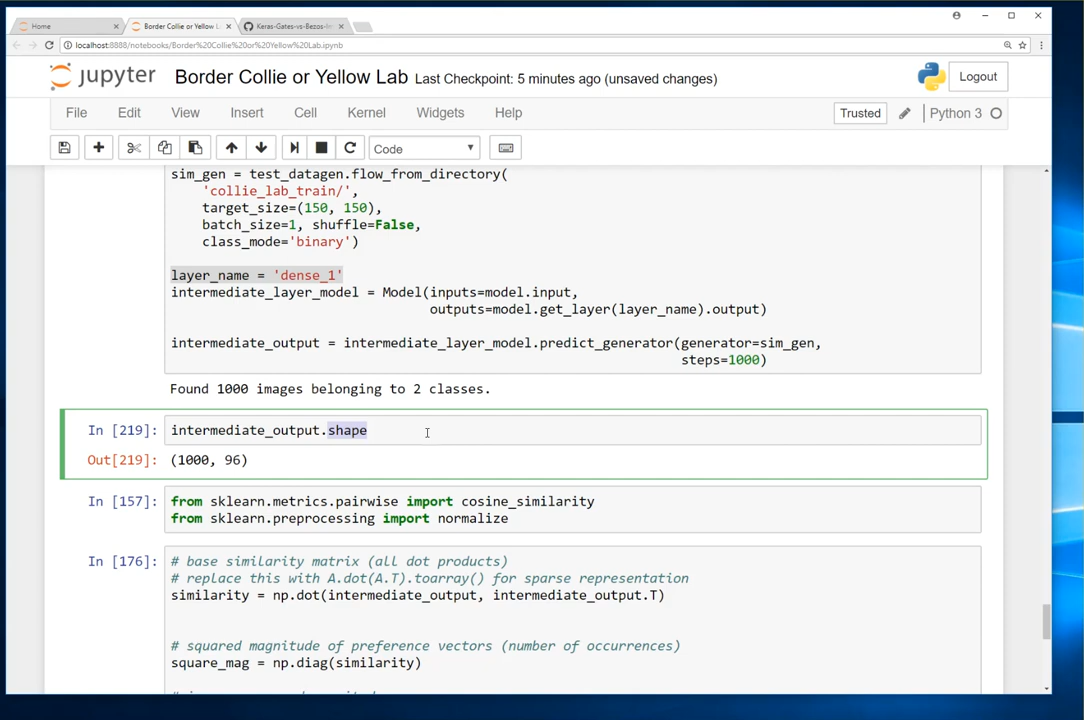 Home
Border Collie or Yellow L
Keras-Gates-vs-Bezos-Im
localhost:8888/notebooks/Border%20Collie%20or%20Yellow%20Lab.ipynb
jupyter Border Collie or Yellow Lab Last Checkpoint: 5 minutes ago (unsaved changes) Logout
File Edit View Insert Cell Kernel Widgets Help Trusted Python 3
Code
sim_gen = test_datagen.flow_from_directory(
'collie_lab_train/',
target_size=(150, 150),
batch_size=1, shuffle=False,
class_mode='binary')
layer_name = 'dense_1'
intermediate_layer_model = Model(inputs=model.input,
outputs=model.get_layer(layer_name).output)
intermediate_output = intermediate_layer_model.predict_generator(generator=sim_gen,
steps=1000)
Found 1000 images belonging to 2 classes.
In [219]: intermediate_output.shape
Out[219]: (1000, 96)
In [157]: from sklearn.metrics.pairwise import cosine_similarity
from sklearn.preprocessing import normalize
In [176]: # base similarity matrix (all dot products)
# replace this with A.dot(A.T).toarray() for sparse representation
similarity = np.dot(intermediate_output, intermediate_output.T)
# squared magnitude of preference vectors (number of occurrences)
square_mag = np.diag(similarity)